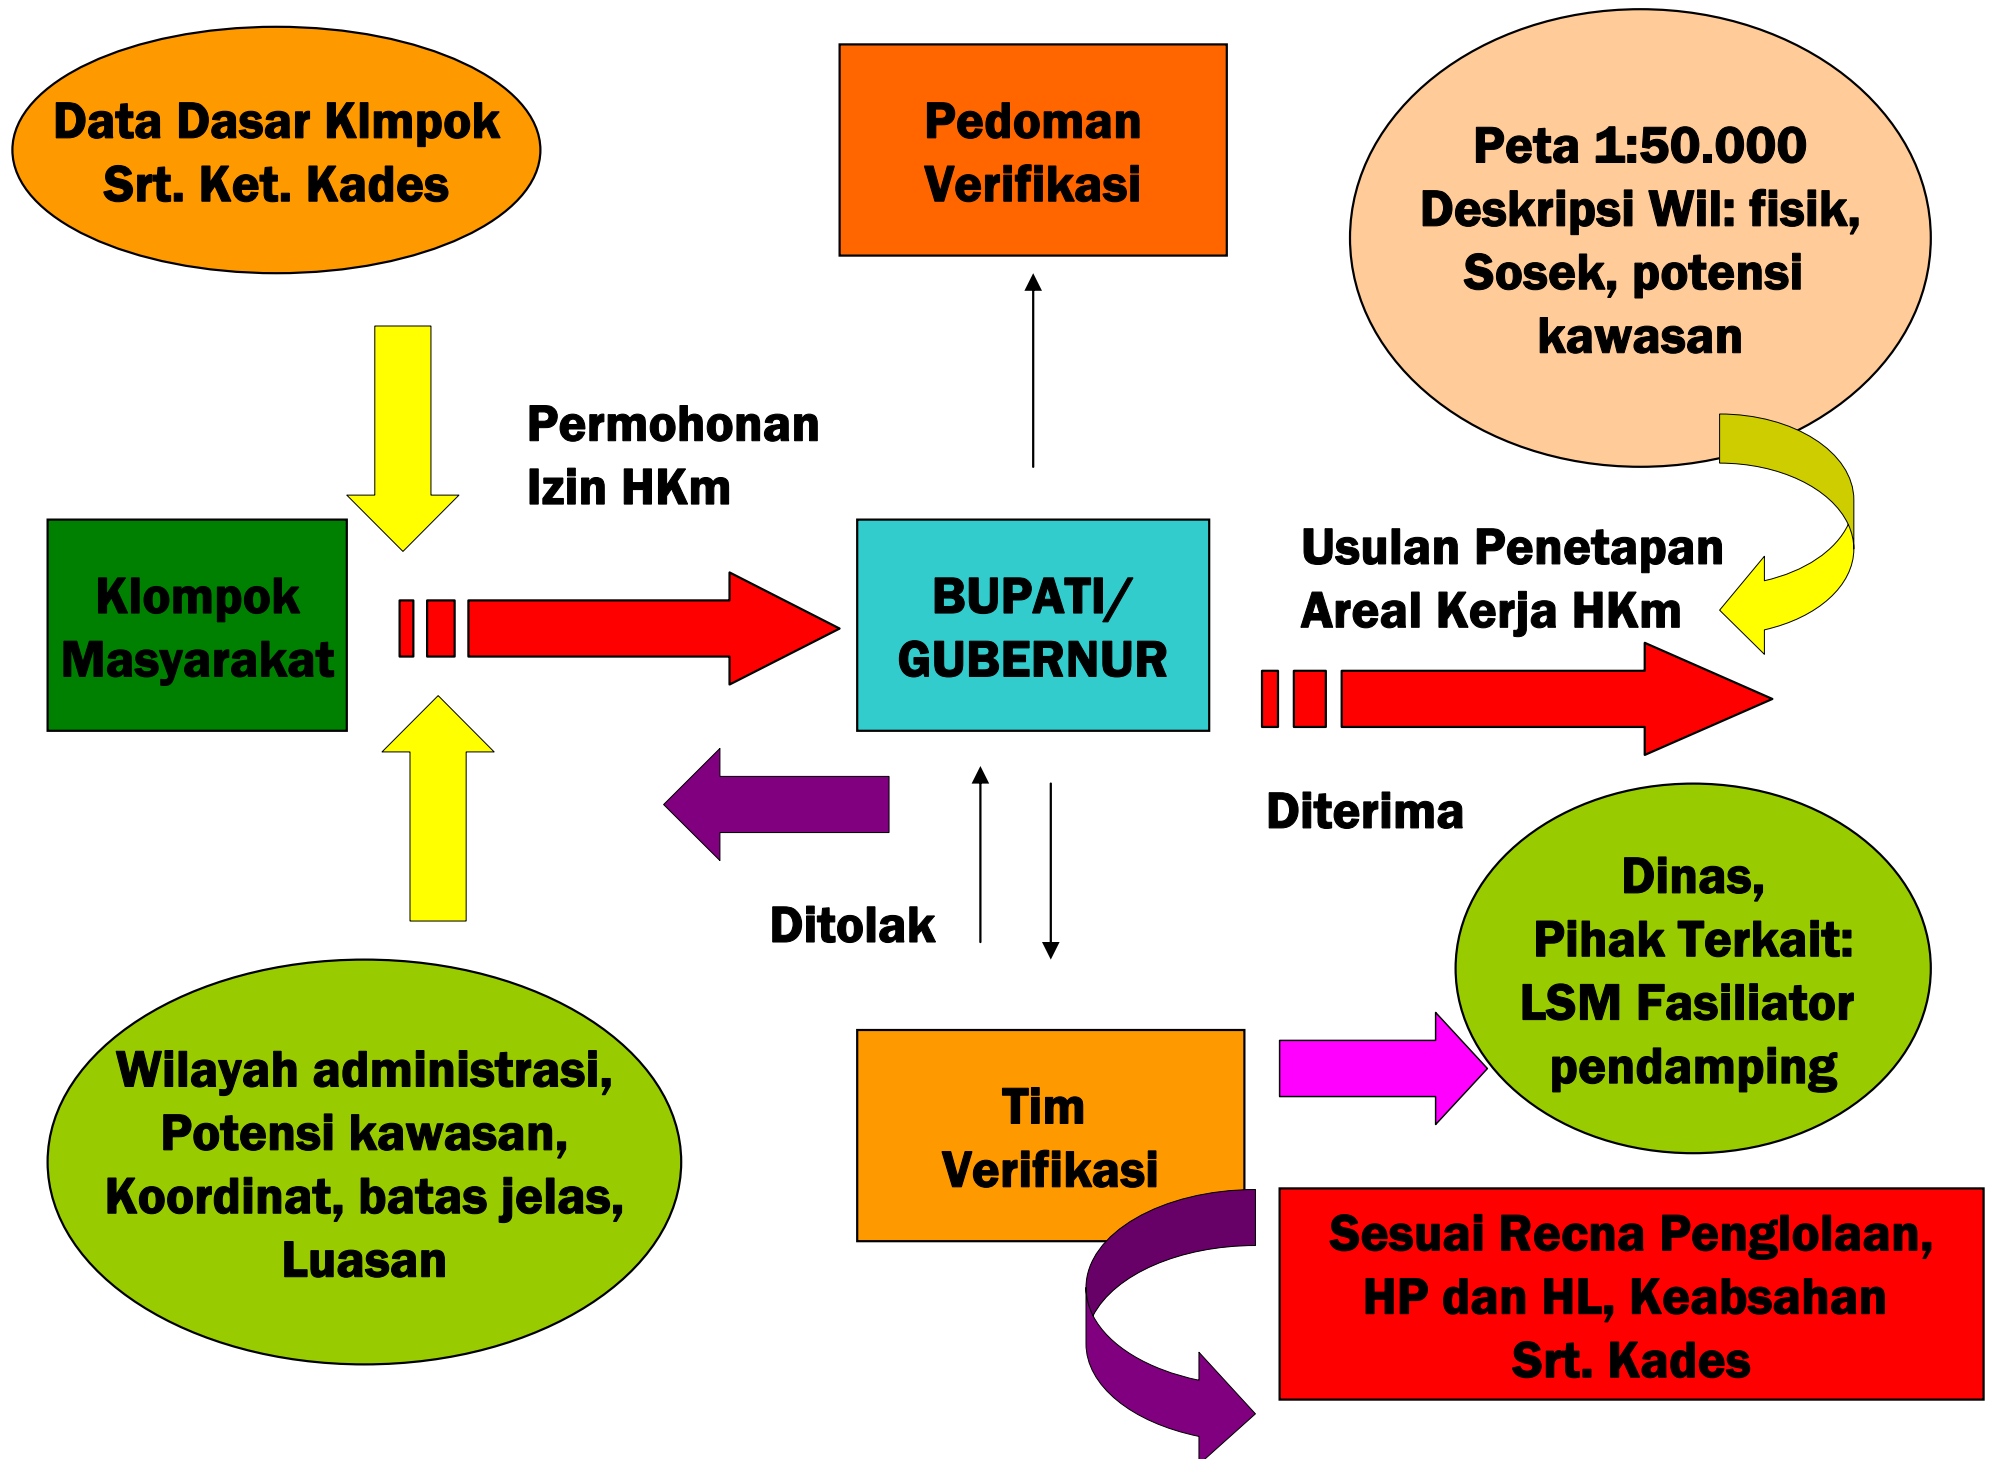 Data Dasar Klmpok
Srt. Ket. Kades
Pedoman
Verifikasi
Peta 1:50.000
Deskripsi Wil: fisik,
Sosek, potensi
kawasan
Permohonan
Izin HKm
Klompok
Masyarakat
BUPATI/
GUBERNUR
Usulan Penetapan
Areal Kerja HKm
Diterima
Ditolak
Dinas,
Pihak Terkait:
LSM Fasiliator
pendamping
Wilayah administrasi,
Potensi kawasan,
Koordinat, batas jelas,
Luasan
Tim
Verifikasi
Sesuai Recna Penglolaan,
HP dan HL, Keabsahan
Srt. Kades